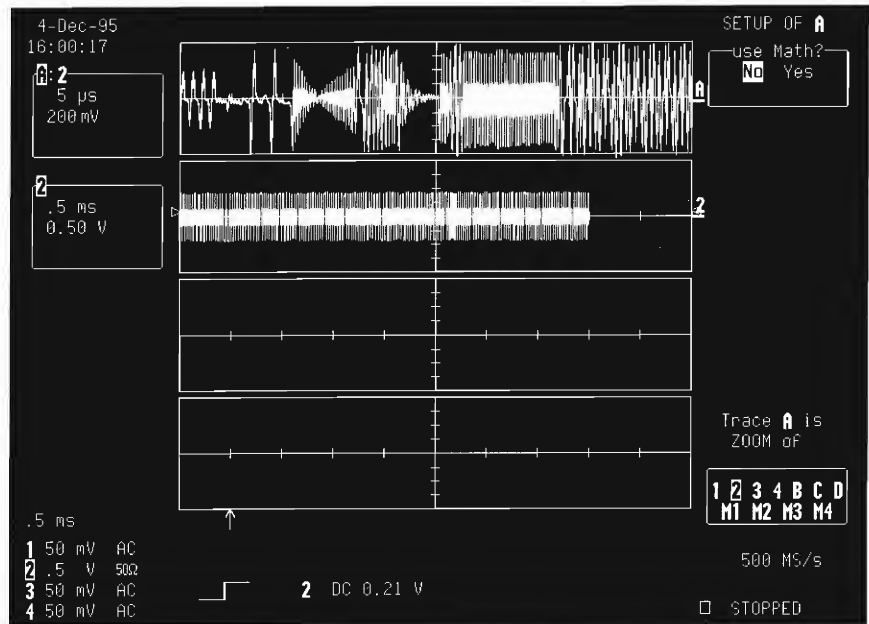 4-Dec-95
16:00:17
A:2
5 µs
200mV
2
.5 ms
0.50 V
A
2
SETUP OF A
use Math?
No Yes
Trace A is
ZOOM of
1 2 3 4 B C D
M1 M2 M3 M4
500 MS/s
□ STOPPED
.5 ms
1 50 mV AC
2 .5 V 50Ω
3 50 mV AC
4 50 mV AC
2 DC 0.21 V